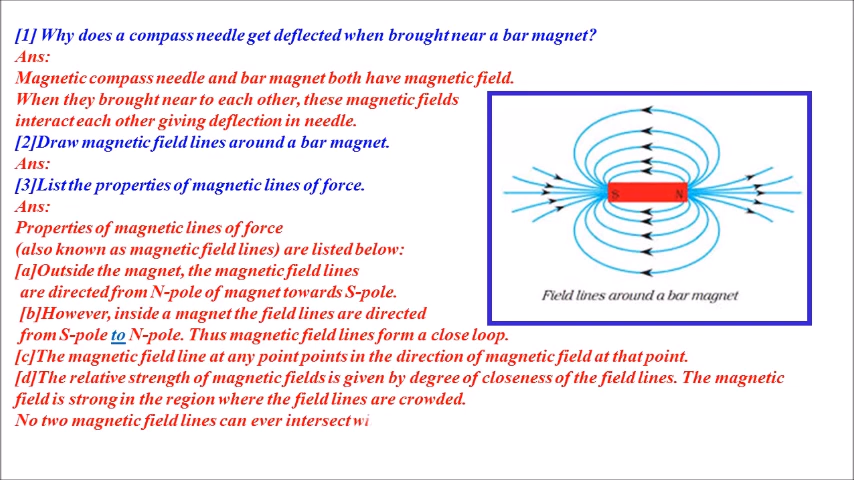 [1] Why does a compass needle get deflected when brought near a bar magnet?
Ans:
Magnetic compass needle and bar magnet both have magnetic field.
When they brought near to each other, these magnetic fields
interact each other giving deflection in needle.
[2]Draw magnetic field lines around a bar magnet.
Ans:
[3]List the properties of magnetic lines of force.
Ans:
Properties of magnetic lines of force
(also known as magnetic field lines) are listed below:
[a]Outside the magnet, the magnetic field lines
are directed from N-pole of magnet towards S-pole.
[b]However, inside a magnet the field lines are directed
from S-pole to N-pole. Thus magnetic field lines form a close loop.
[c]The magnetic field line at any point points in the direction of magnetic field at that point.
[d]The relative strength of magnetic fields is given by degree of closeness of the field lines. The magnetic
field is strong in the region where the field lines are crowded.
No two magnetic field lines can ever intersect wi
S N
Field lines around a bar magnet